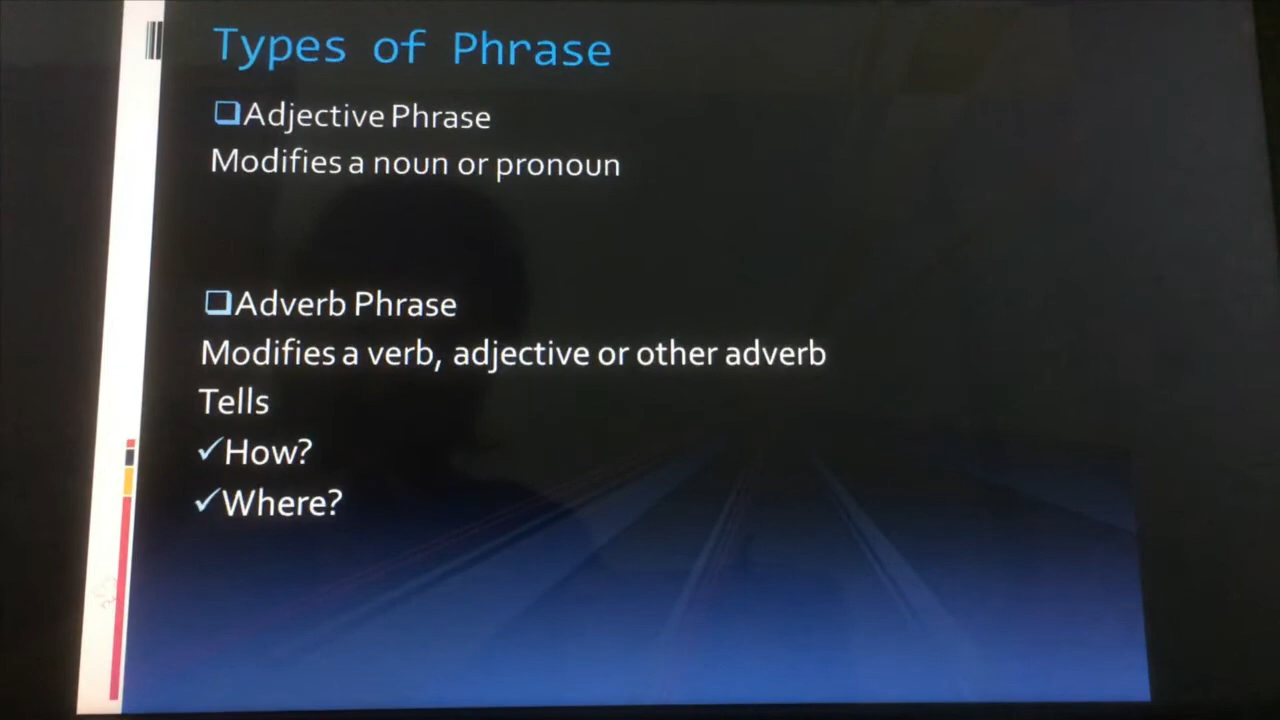 Types of Phrase
❑Adjective Phrase
Modifies a noun or pronoun
❑Adverb Phrase
Modifies a verb, adjective or other adverb
Tells
✓How?
✓Where?